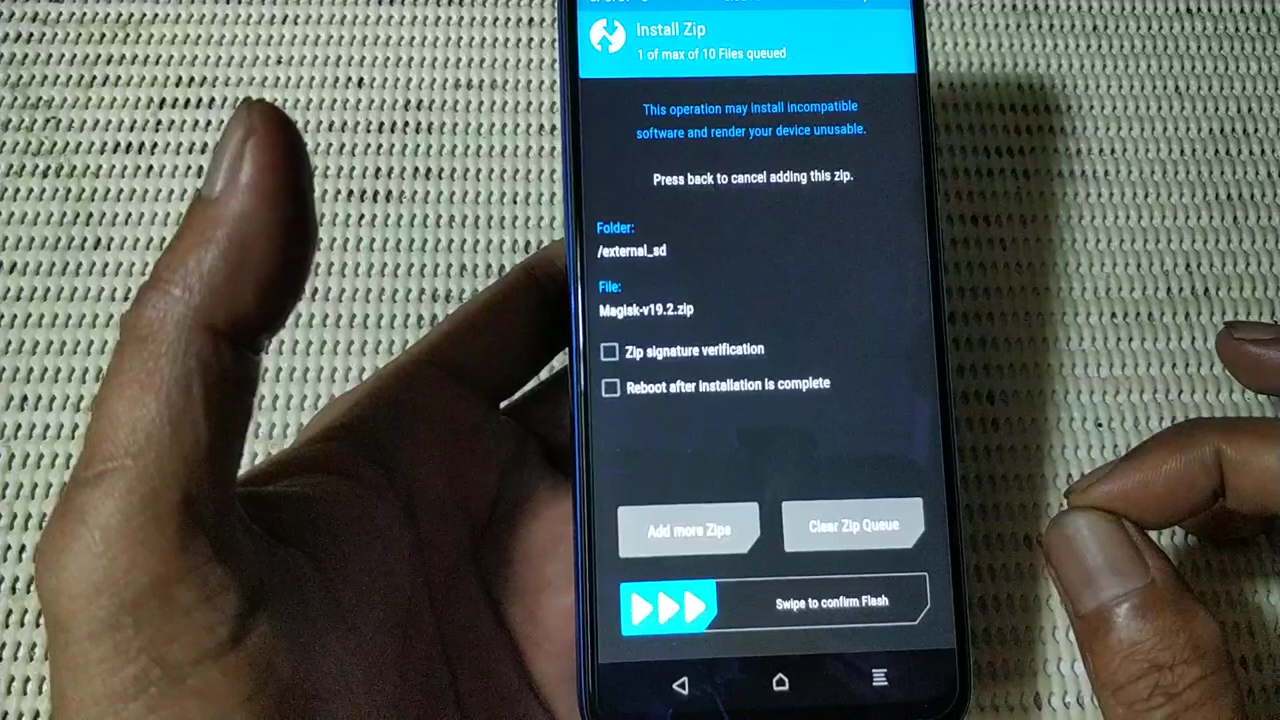 Install Zip
1 of max of 10 Files queued
This operation may install incompatible
software and render your device unusable.
Press back to cancel adding this zip.
Folder:
/external_sd
File:
Magisk-v19.2.zip
Zip signature verification
Reboot after installation is complete
Add more Zips
Clear Zip Queue
Swipe to confirm Flash